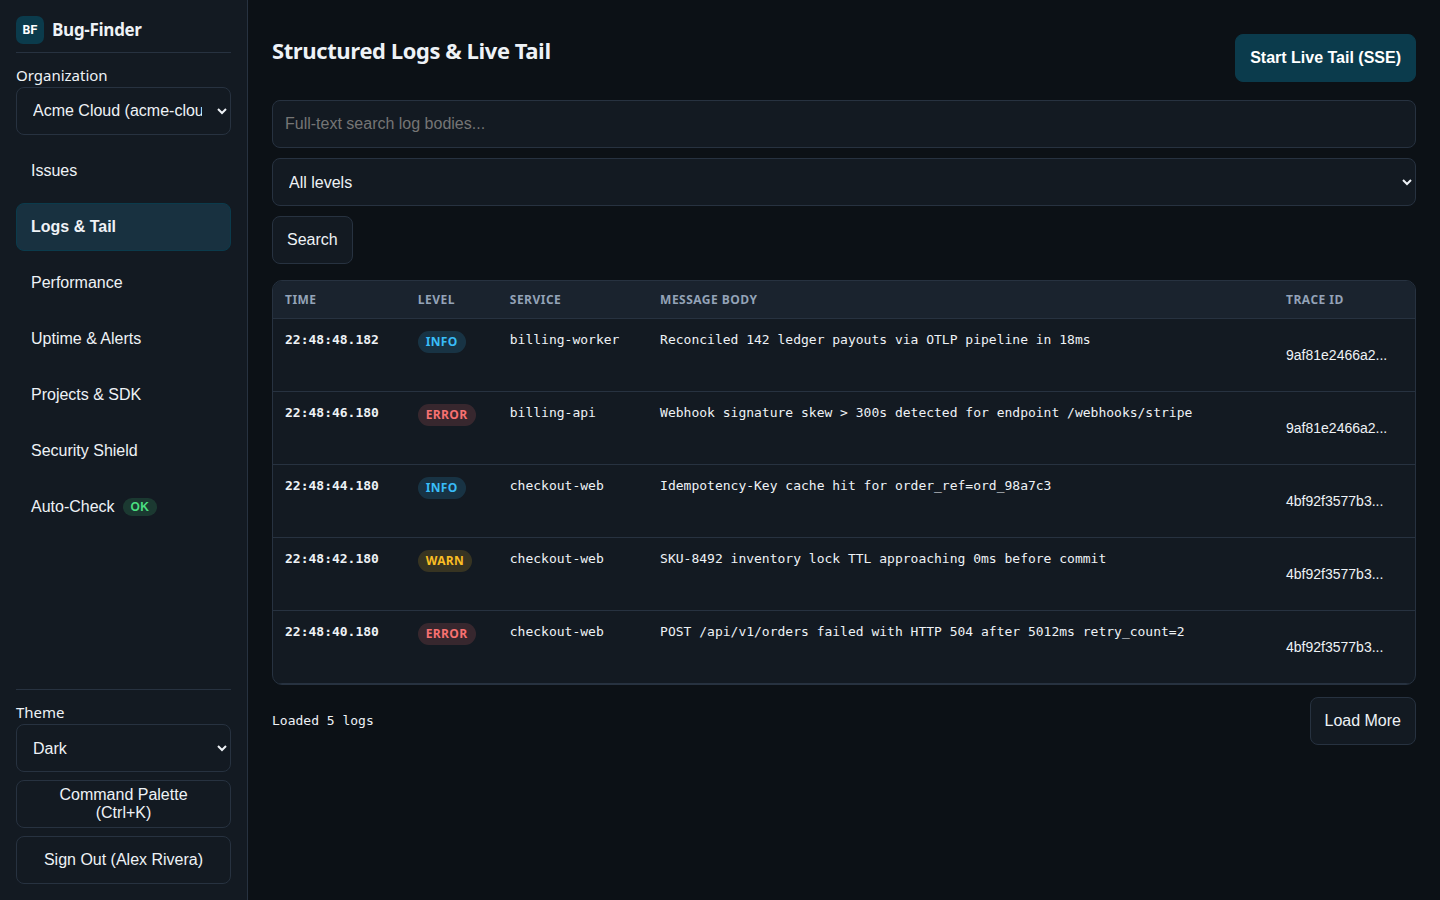 BF Bug-Finder
Organization
Acme Cloud (acme-clou
Issues
Logs & Tail
Performance
Uptime & Alerts
Projects & SDK
Security Shield
Auto-Check OK
Theme
Dark
Command Palette
(Ctrl+K)
Sign Out (Alex Rivera)
Structured Logs & Live Tail
Start Live Tail (SSE)
Full-text search log bodies...
All levels
Search
TIME LEVEL SERVICE MESSAGE BODY TRACE ID
22:48:48.182 INFO billing-worker Reconciled 142 ledger payouts via OTLP pipeline in 18ms 9af81e2466a2...
22:48:46.180 ERROR billing-api Webhook signature skew > 300s detected for endpoint /webhooks/stripe 9af81e2466a2...
22:48:44.180 INFO checkout-web Idempotency-Key cache hit for order_ref=ord_98a7c3 4bf92f3577b3...
22:48:42.180 WARN checkout-web SKU-8492 inventory lock TTL approaching 0ms before commit 4bf92f3577b3...
22:48:40.180 ERROR checkout-web POST /api/v1/orders failed with HTTP 504 after 5012ms retry_count=2 4bf92f3577b3...
Loaded 5 logs
Load More